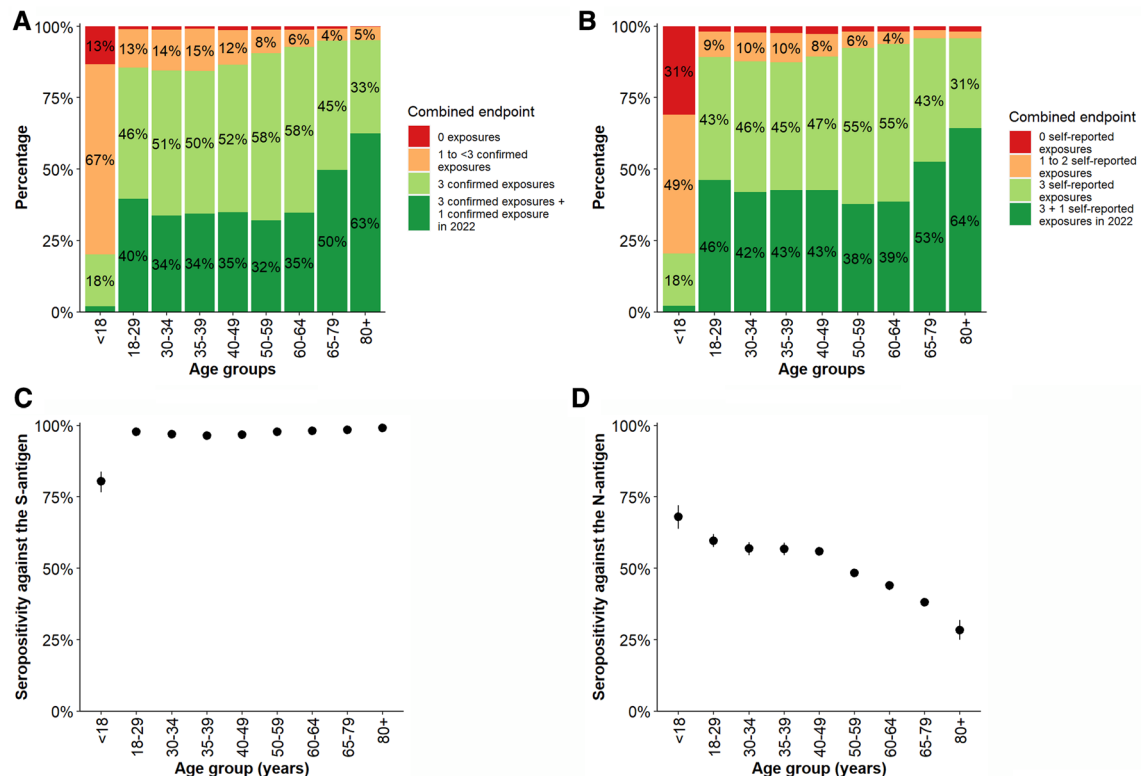 A
Percentage
100%
75%
50%
25%
0%
13% 13% 14% 15% 12% 8% 6% 4% 5%
67% 46% 51% 50% 52% 58% 58% 45% 33%
18% 40% 34% 34% 35% 32% 35% 50% 63%
<18 18-29 30-34 35-39 40-49 50-59 60-64 65-79 80+
Age groups
Combined endpoint
0 exposures
1 to <3 confirmed
exposures
3 confirmed exposures
3 confirmed exposures +
1 confirmed exposure
in 2022
B
Percentage
100%
75%
50%
25%
0%
31% 9% 10% 10% 8% 6% 4%
49% 43% 46% 45% 47% 55% 55% 43% 31%
18% 46% 42% 43% 43% 38% 39% 53% 64%
<18 18-29 30-34 35-39 40-49 50-59 60-64 65-79 80+
Age groups
Combined endpoint
0 self-reported
exposures
1 to 2 self-reported
exposures
3 self-reported
exposures
3 + 1 self-reported
exposures in 2022
C
Seropositivity against the S-antigen
100%
75%
50%
25%
0%
<18 18-29 30-34 35-39 40-49 50-59 60-64 65-79 80+
Age group (years)
D
Seropositivity against the N-antigen
100%
75%
50%
25%
0%
<18 18-29 30-34 35-39 40-49 50-59 60-64 65-79 80+
Age group (years)